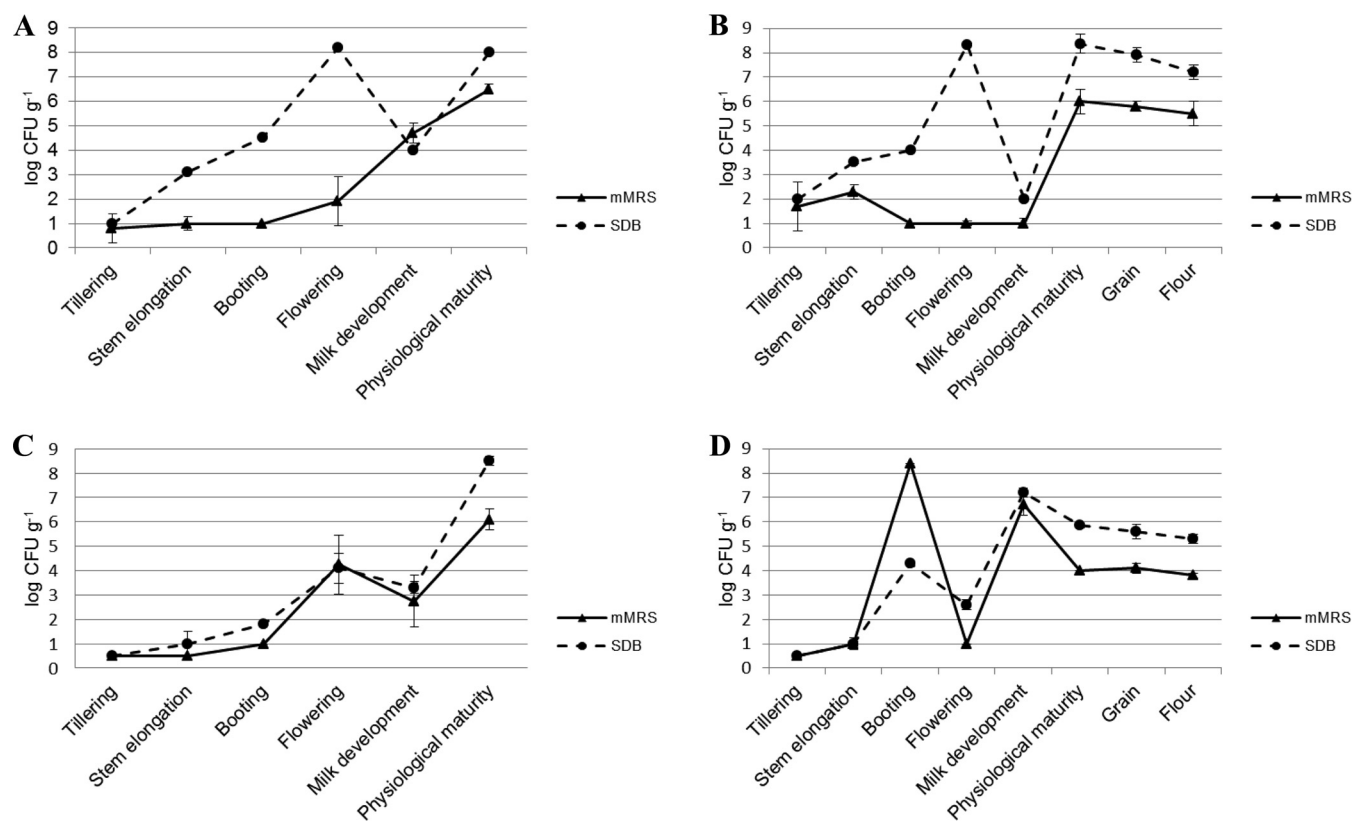 A
log CFU g⁻¹
9
8
7
6
5
4
3
2
1
0
Tillering
Stem elongation
Booting
Flowering
Milk development
Physiological maturity
mMRS
SDB
B
log CFU g⁻¹
9
8
7
6
5
4
3
2
1
0
Tillering
Stem elongation
Booting
Flowering
Milk development
Physiological maturity
Grain
Flour
mMRS
SDB
C
log CFU g⁻¹
9
8
7
6
5
4
3
2
1
0
Tillering
Stem elongation
Booting
Flowering
Milk development
Physiological maturity
mMRS
SDB
D
log CFU g⁻¹
9
8
7
6
5
4
3
2
1
0
Tillering
Stem elongation
Booting
Flowering
Milk development
Physiological maturity
Grain
Flour
mMRS
SDB